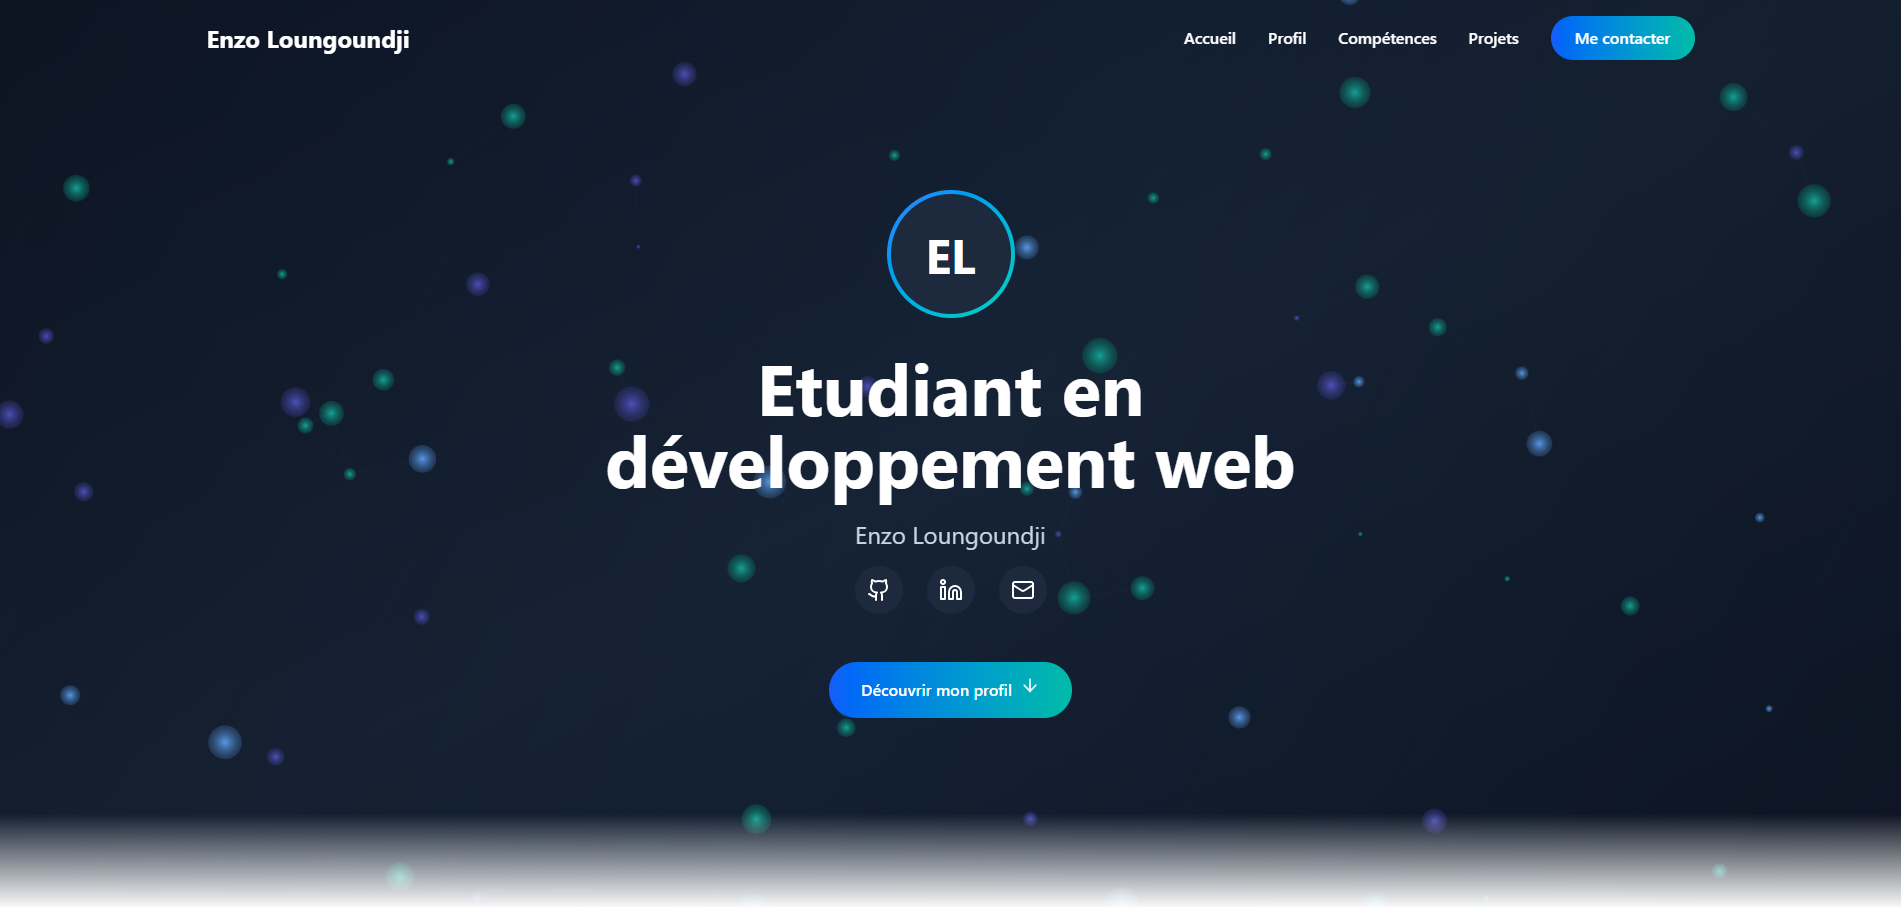 Enzo Loungoundji
Accueil
Profil
Compétences
Projets
Me contacter
EL
Etudiant en
développement web
Enzo Loungoundji
Découvrir mon profil